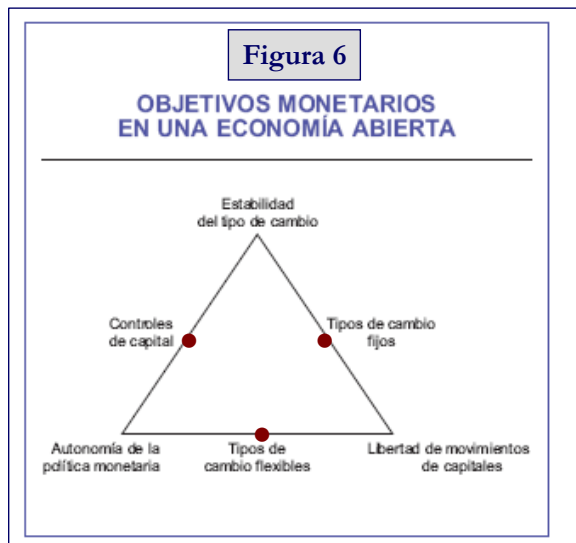 Figura 6
OBJETIVOS MONETARIOS
EN UNA ECONOMÍA ABIERTA
Estabilidad
del tipo de cambio
Controles
de capital
Tipos de cambio
fijos
Autonomía de la
política monetaria
Tipos de
cambio flexibles
Libertad de movimientos
de capitales